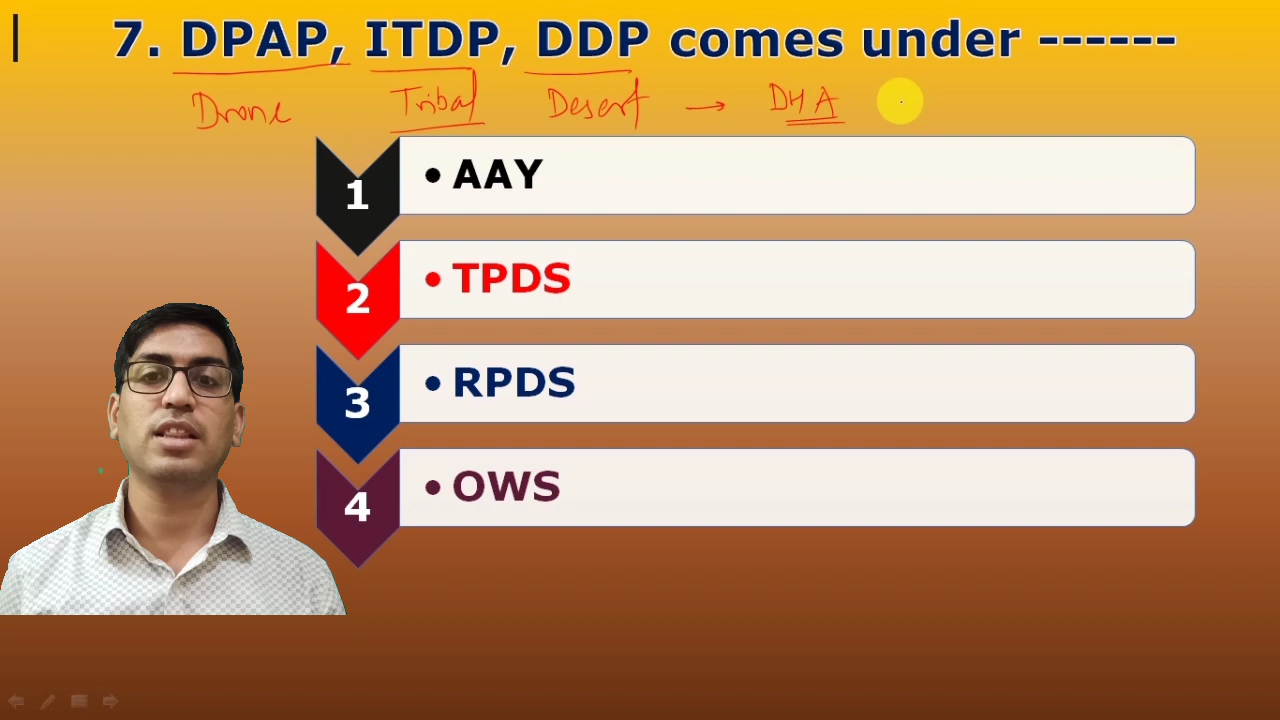 7. DPAP, ITDP, DDP comes under ------
Drone Tribal Desert → DHA
1 • AAY
2 • TPDS
3 • RPDS
4 • OWS